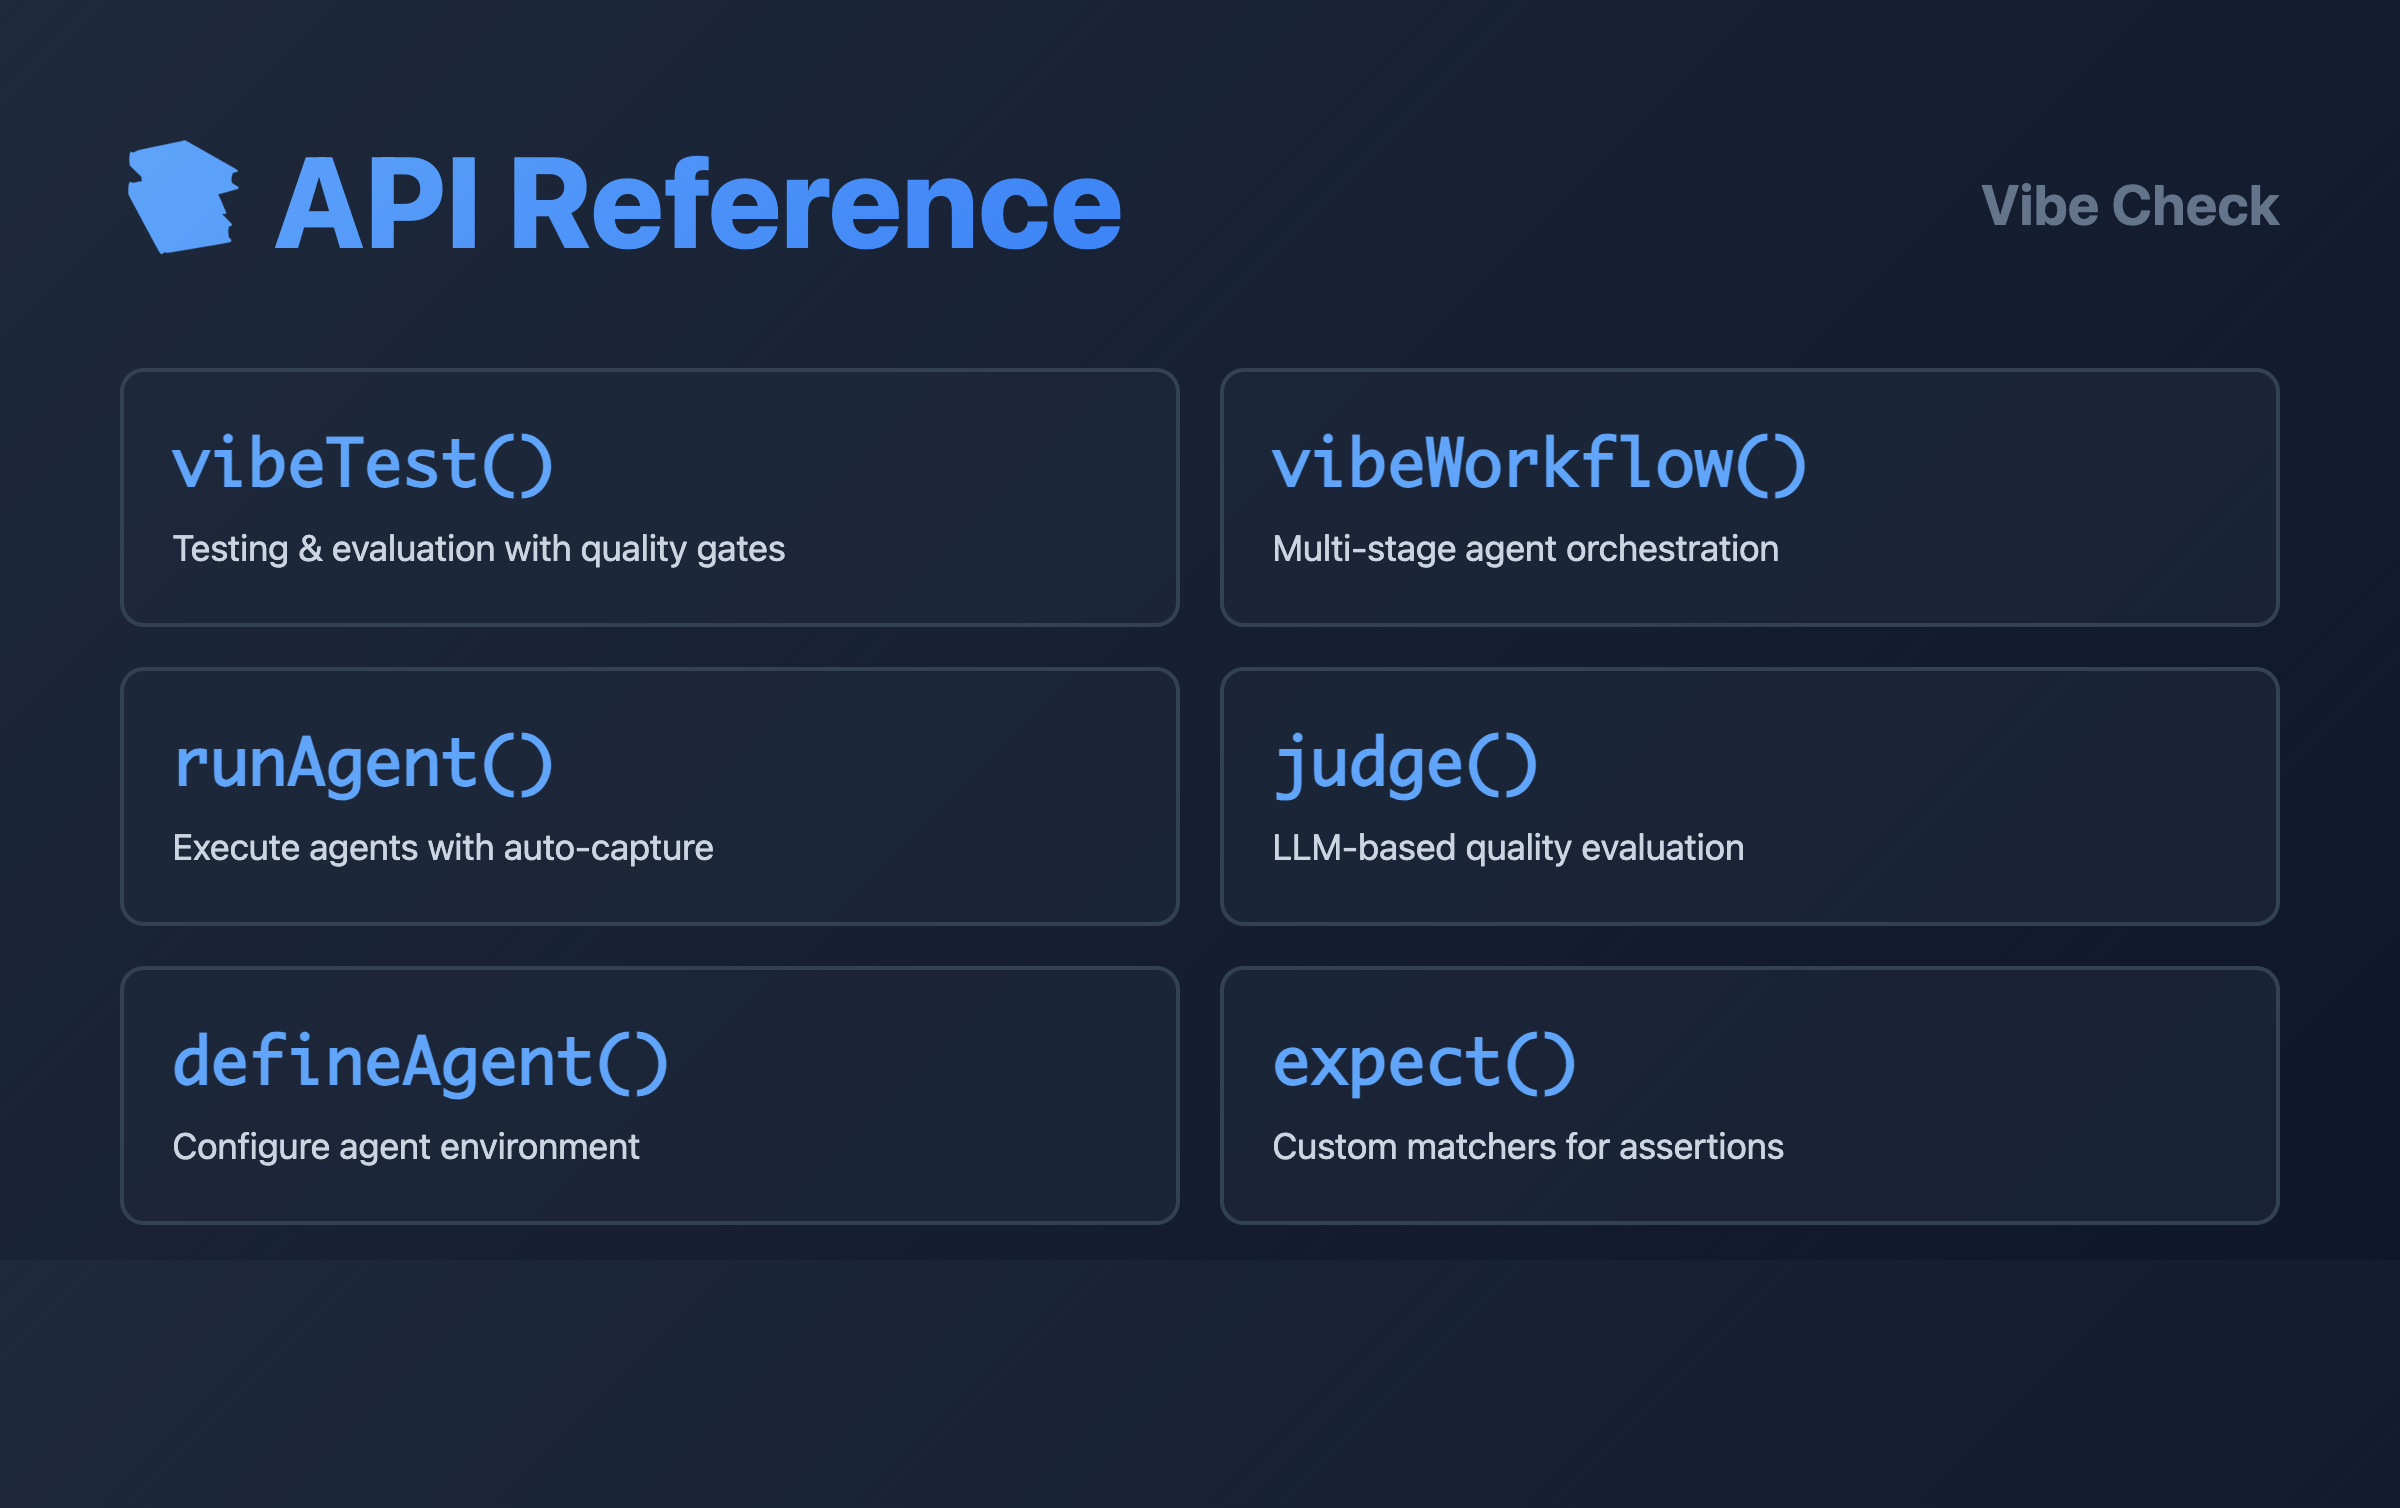 API Reference
Vibe Check
vibeTest()
Testing & evaluation with quality gates
vibeWorkflow()
Multi-stage agent orchestration
runAgent()
Execute agents with auto-capture
judge()
LLM-based quality evaluation
defineAgent()
Configure agent environment
expect()
Custom matchers for assertions